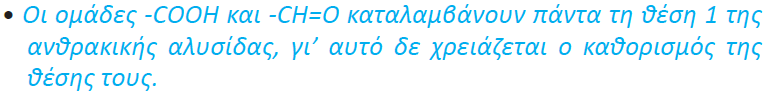 • Οι ομάδες -COOH και -CH=O καταλαμβάνουν πάντα τη θέση 1 της
ανθρακικής αλυσίδας, γι’ αυτό δε χρειάζεται ο καθορισμός της
θέσης τους.